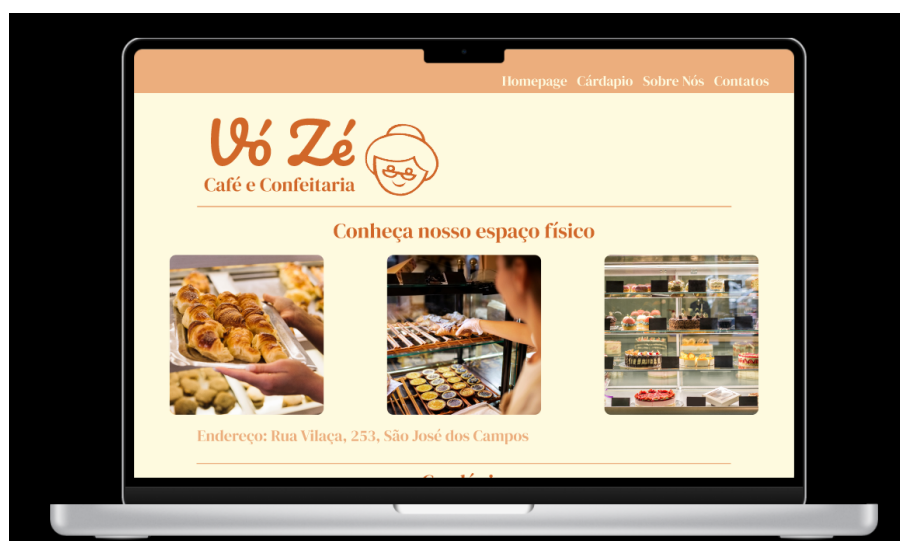 Homepage Cárdapio Sobre Nós Contatos
Vó Zé
Café e Confeitaria
Conheça nosso espaço físico
Endereço: Rua Vilaça, 253, São José dos Campos